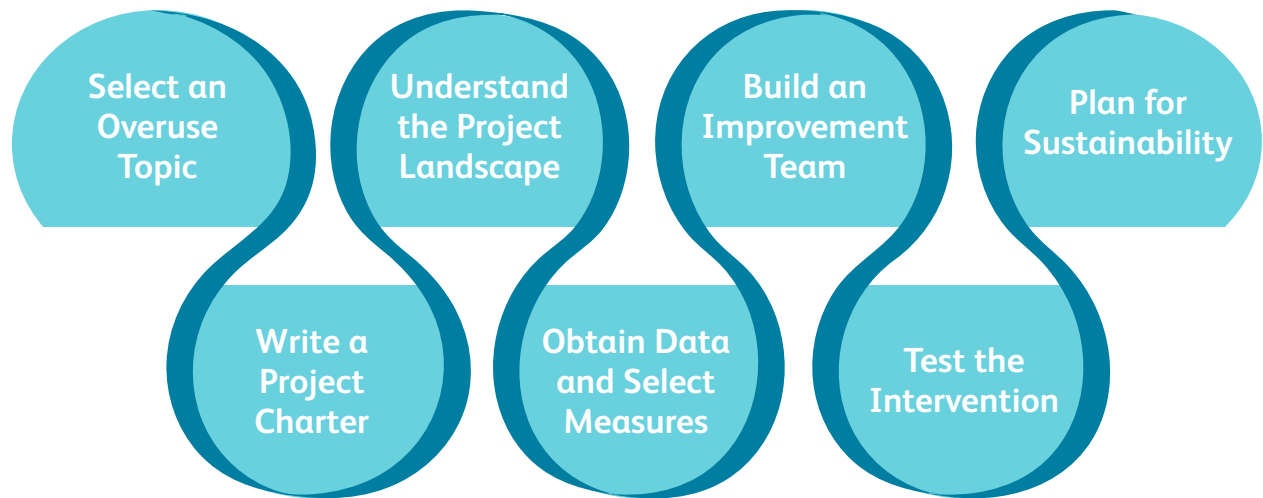 Select an
Overuse
Topic
Write a
Project
Charter
Understand
the Project
Landscape
Obtain Data
and Select
Measures
Build an
Improvement
Team
Test the
Intervention
Plan for
Sustainability